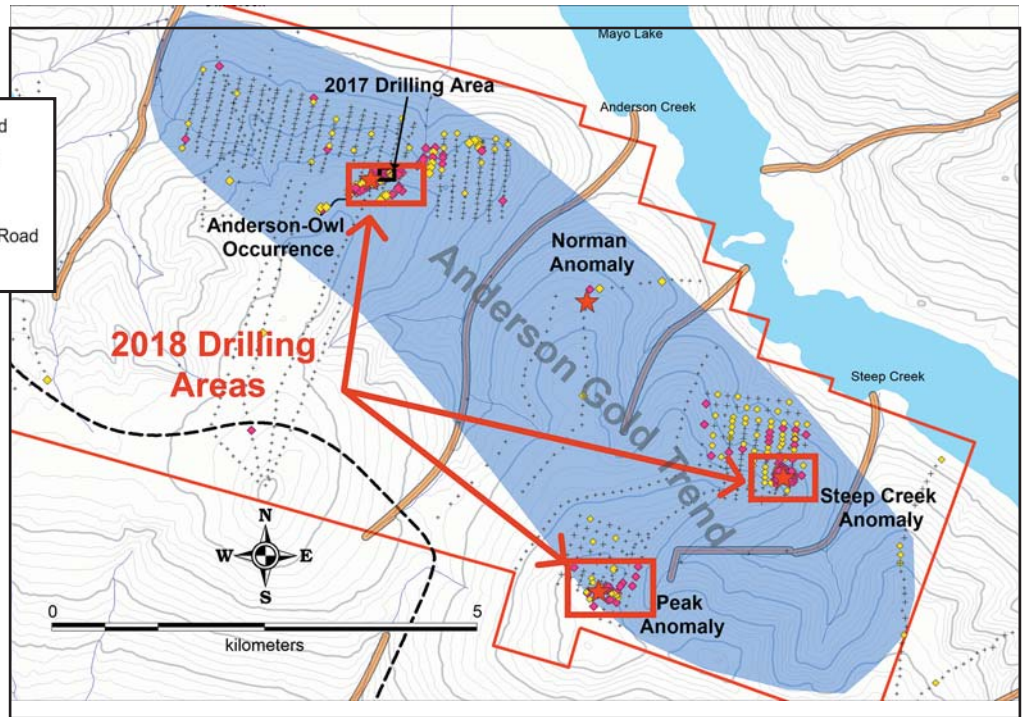 Mayo Lake
2017 Drilling Area
Anderson Creek
d
Road
Anderson-Owl
Occurrence
Norman
Anomaly
Anderson Gold Trend
2018 Drilling
Areas
Steep Creek
Steep Creek
Anomaly
N
W E
S
0 5
kilometers
Peak
Anomaly